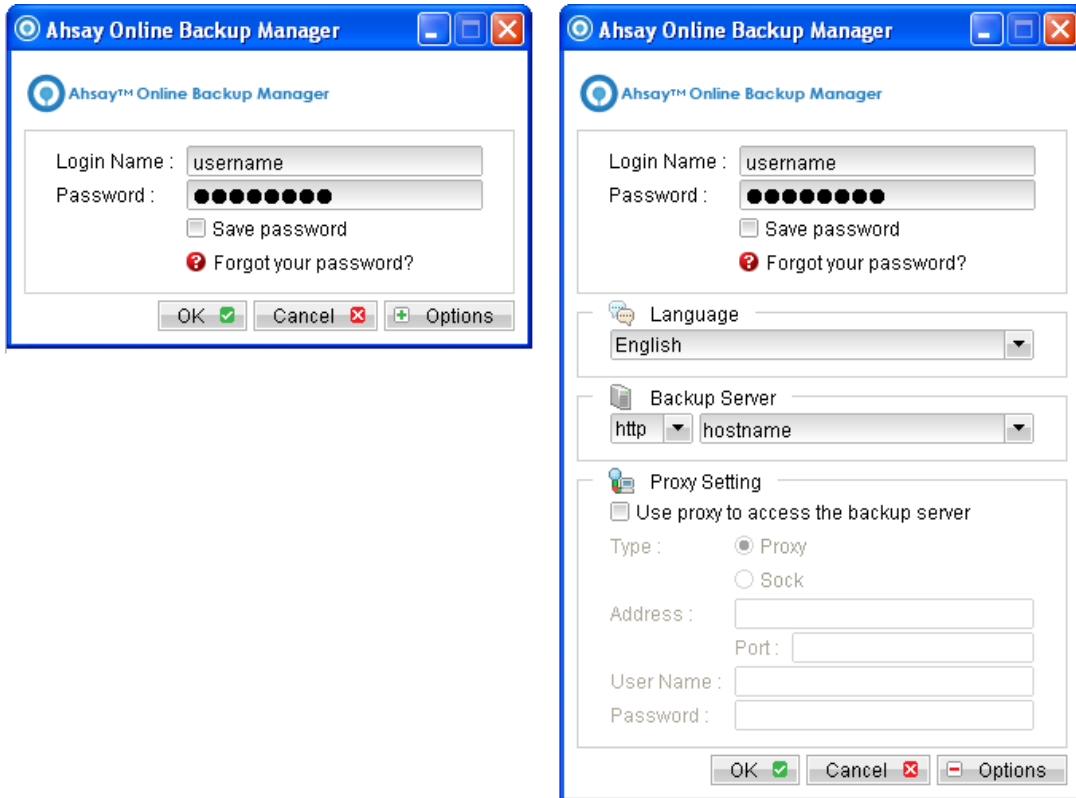 Ahsay Online Backup Manager
Ahsay™ Online Backup Manager
Login Name : username
Password : ●●●●●●●●
Save password
Forgot your password?
OK Cancel Options
Ahsay Online Backup Manager
Ahsay™ Online Backup Manager
Login Name : username
Password : ●●●●●●●●
Save password
Forgot your password?
Language
English
Backup Server
http hostname
Proxy Setting
Use proxy to access the backup server
Type : Proxy
Sock
Address :
Port :
User Name :
Password :
OK Cancel Options